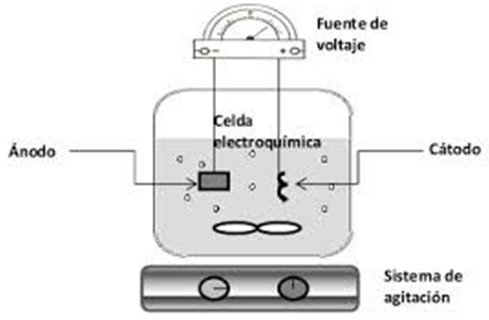 Fuente de
voltaje
- +
Celda
electroquímica
Ánodo
Cátodo
Sistema de
agitación